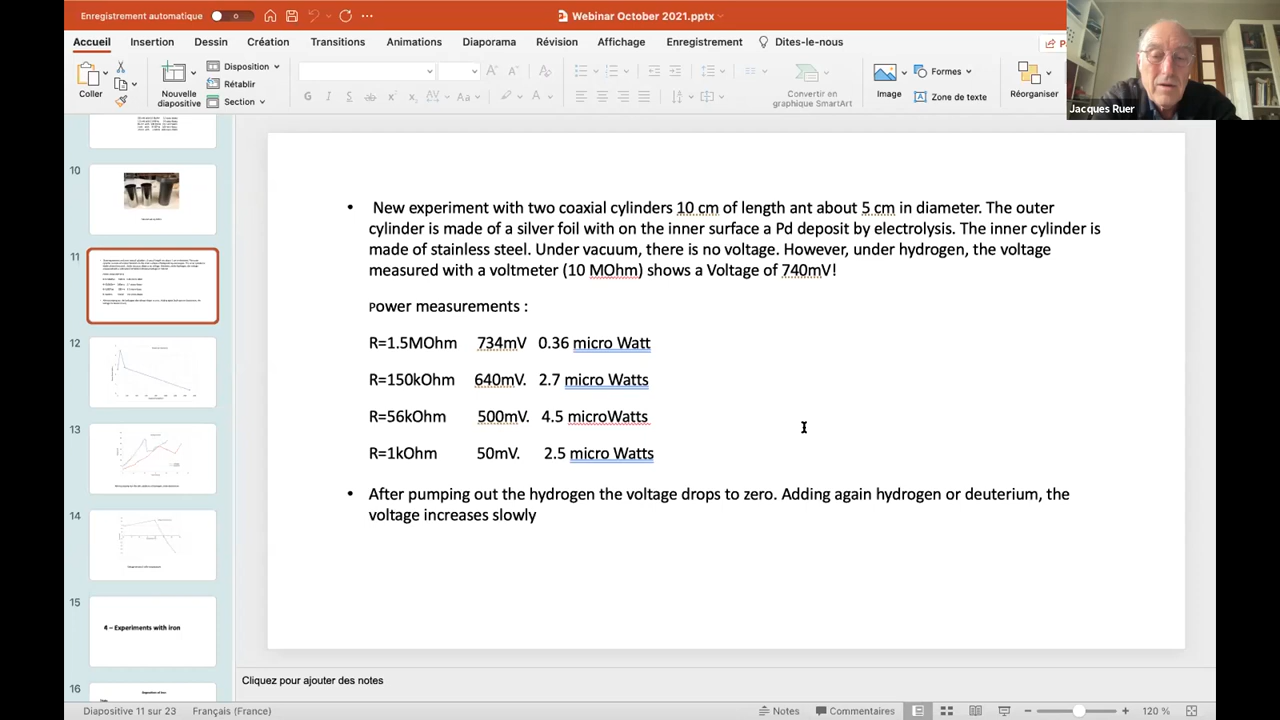 Enregistrement automatique
Webinar October 2021.pptx
Accueil Insertion Dessin Création Transitions Animations Diaporama Révision Affichage Enregistrement Dites-le-nous
Coller
Nouvelle diapositive
Disposition
Rétablir
Section
Convertir en graphique SmartArt
Image
Formes
Zone de texte
Réorganiser
Jacques Ruer
10
11
12
13
14
15
4 – Experiments with iron
16
• New experiment with two coaxial cylinders 10 cm of length ant about 5 cm in diameter. The outer
cylinder is made of a silver foil with on the inner surface a Pd deposit by electrolysis. The inner cylinder is
made of stainless steel. Under vacuum, there is no voltage. However, under hydrogen, the voltage
measured with a voltmeter (10 MOhm) shows a Voltage of 740mV!
Power measurements :
R=1.5MOhm 734mV 0.36 micro Watt
R=150kOhm 640mV. 2.7 micro Watts
R=56kOhm 500mV. 4.5 microWatts
R=1kOhm 50mV. 2.5 micro Watts
• After pumping out the hydrogen the voltage drops to zero. Adding again hydrogen or deuterium, the
voltage increases slowly
Cliquez pour ajouter des notes
Diapositive 11 sur 23 Français (France) Notes Commentaires 120 %